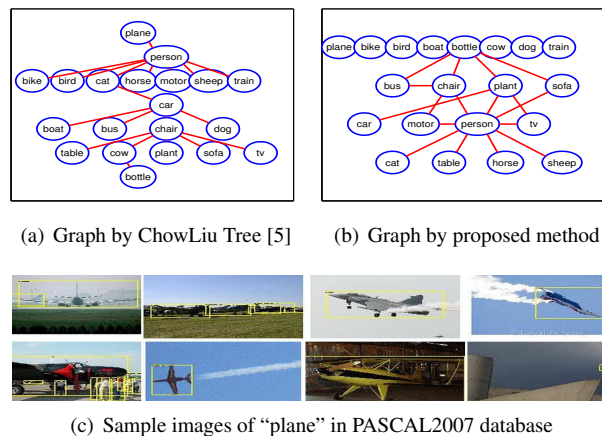 plane
person
bike bird cat horse motor sheep train
car
boat bus chair dog
table cow plant sofa tv
bottle
(a) Graph by ChowLiu Tree [5]
plane bike bird boat bottle cow dog train
bus chair plant sofa
car motor person tv
cat table horse sheep
(b) Graph by proposed method
(c) Sample images of “plane” in PASCAL2007 database